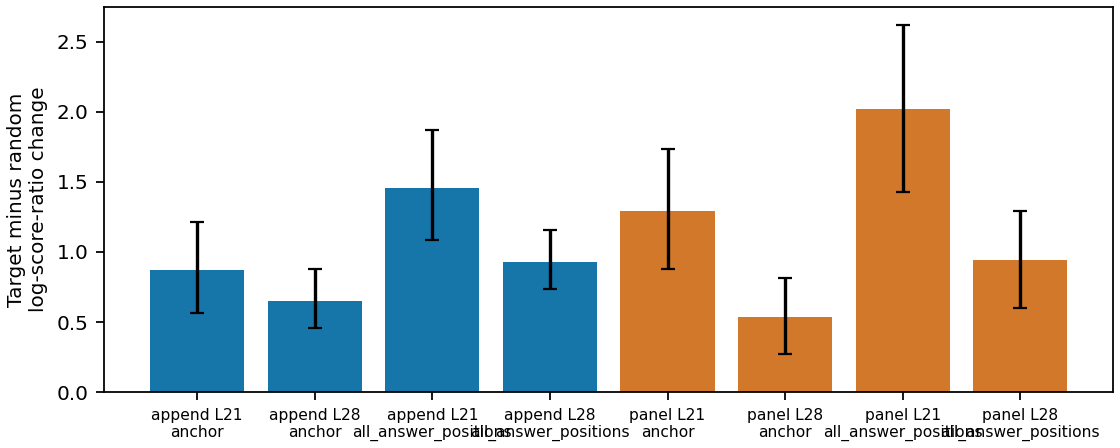 Target minus random
log-score-ratio change
2.5
2.0
1.5
1.0
0.5
0.0
append L21
anchor
append L28
anchor
append L21
all_answer_positions
append L28
all_answer_positions
panel L21
anchor
panel L28
anchor
panel L21
all_answer_positions
panel L28
all_answer_positions